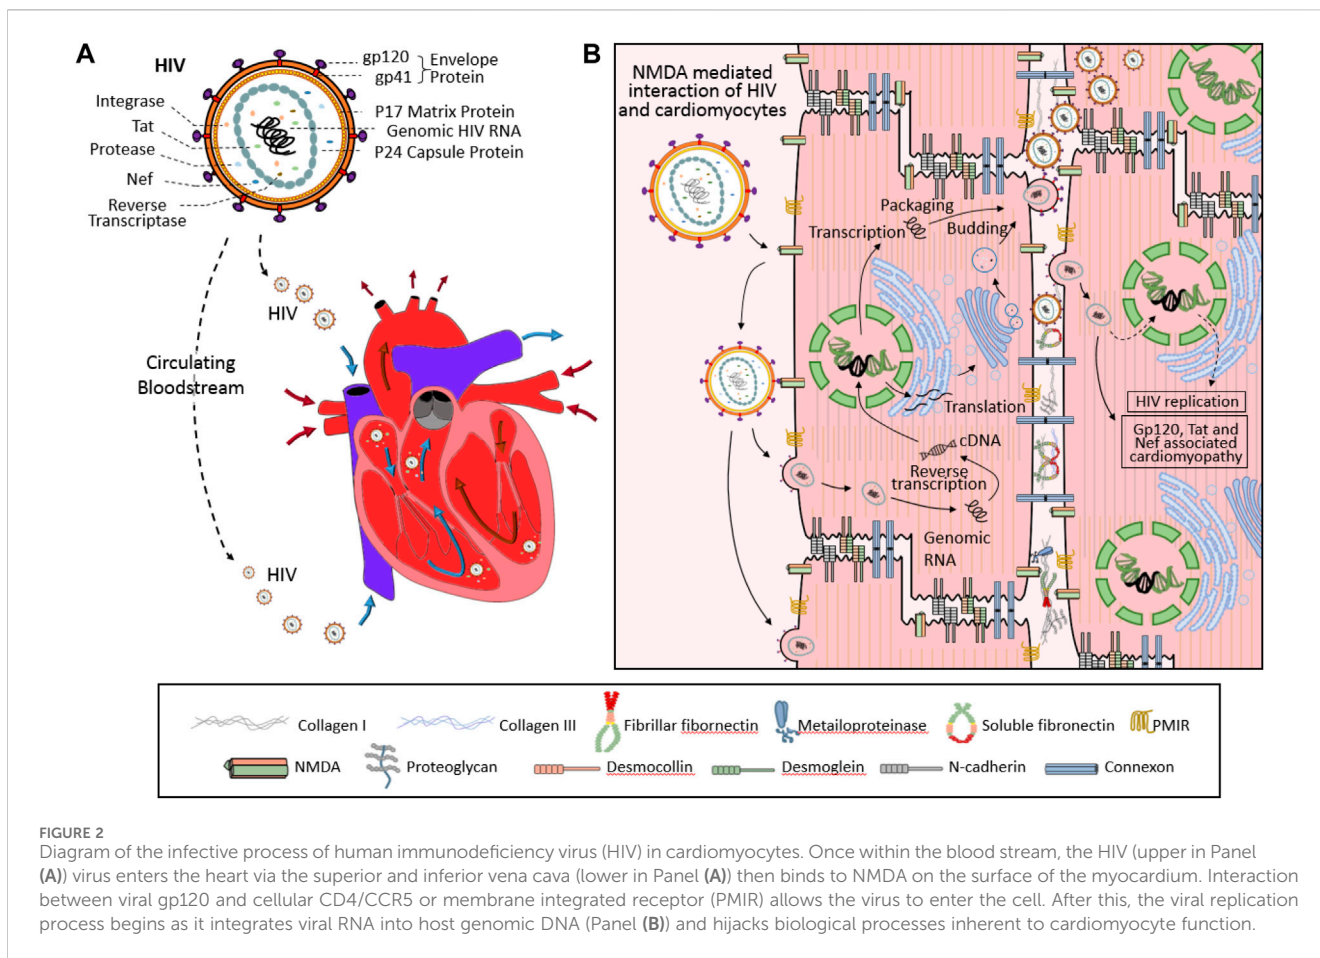 A
HIV
gp120
gp41
Envelope
Protein
Integrase
Tat
Protease
Nef
Reverse
Transcriptase
P17 Matrix Protein
Genomic HIV RNA
P24 Capsule Protein
HIV
Circulating
Bloodstream
HIV
B
NMDA mediated
interaction of HIV
and cardiomyocytes
Packaging
Transcription
Budding
Translation
cDNA
Reverse
transcription
Genomic
RNA
HIV replication
Gp120, Tat and
Nef associated
cardiomyopathy
Collagen I
Collagen III
Fibrillar fibornectin
Metailoproteinase
Soluble fibronectin
PMIR
NMDA
Proteoglycan
Desmocollin
Desmoglein
N-cadherin
Connexon
FIGURE 2
Diagram of the infective process of human immunodeficiency virus (HIV) in cardiomyocytes. Once within the blood stream, the HIV (upper in Panel
(A)) virus enters the heart via the superior and inferior vena cava (lower in Panel (A)) then binds to NMDA on the surface of the myocardium. Interaction
between viral gp120 and cellular CD4/CCR5 or membrane integrated receptor (PMIR) allows the virus to enter the cell. After this, the viral replication
process begins as it integrates viral RNA into host genomic DNA (Panel (B)) and hijacks biological processes inherent to cardiomyocyte function.